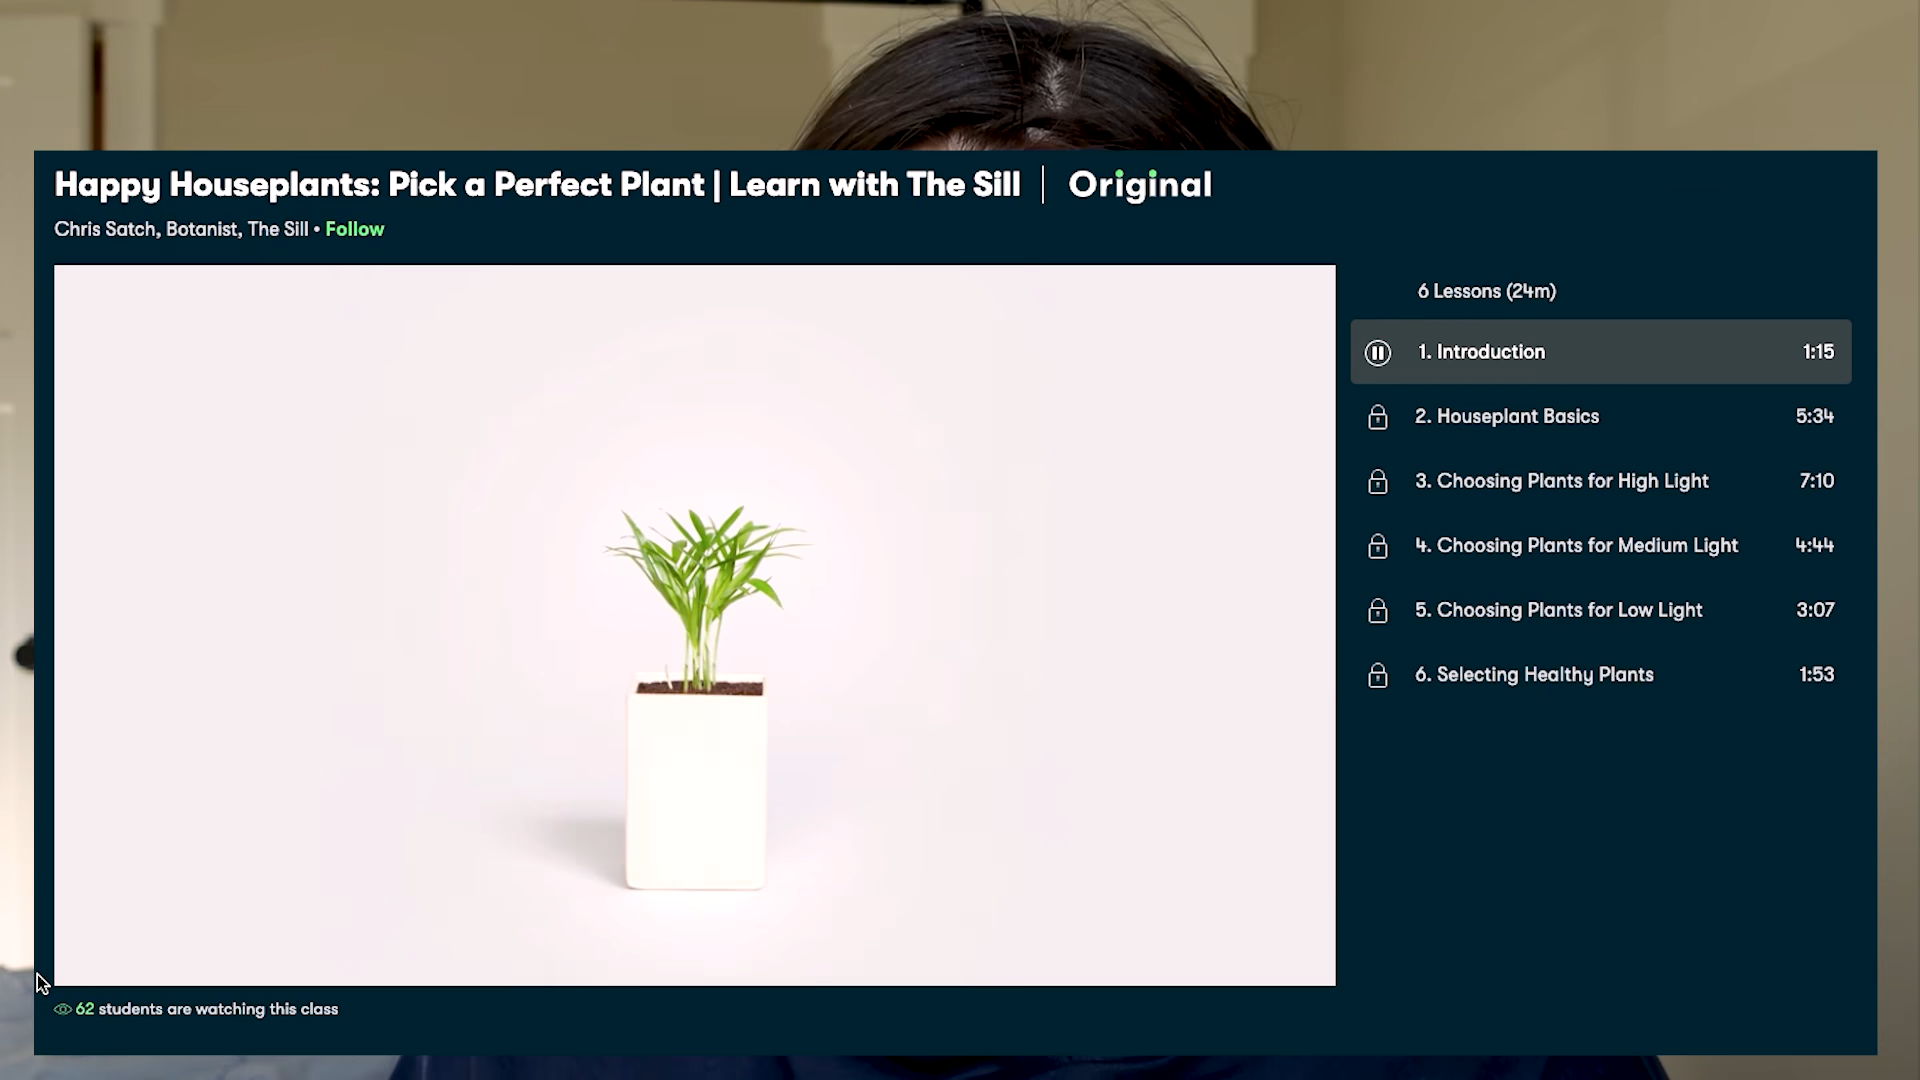 Happy Houseplants: Pick a Perfect Plant | Learn with The Sill | Original
Chris Satch, Botanist, The Sill • Follow
6 Lessons (24m)
1. Introduction 1:15
2. Houseplant Basics 5:34
3. Choosing Plants for High Light 7:10
4. Choosing Plants for Medium Light 4:44
5. Choosing Plants for Low Light 3:07
6. Selecting Healthy Plants 1:53
62 students are watching this class